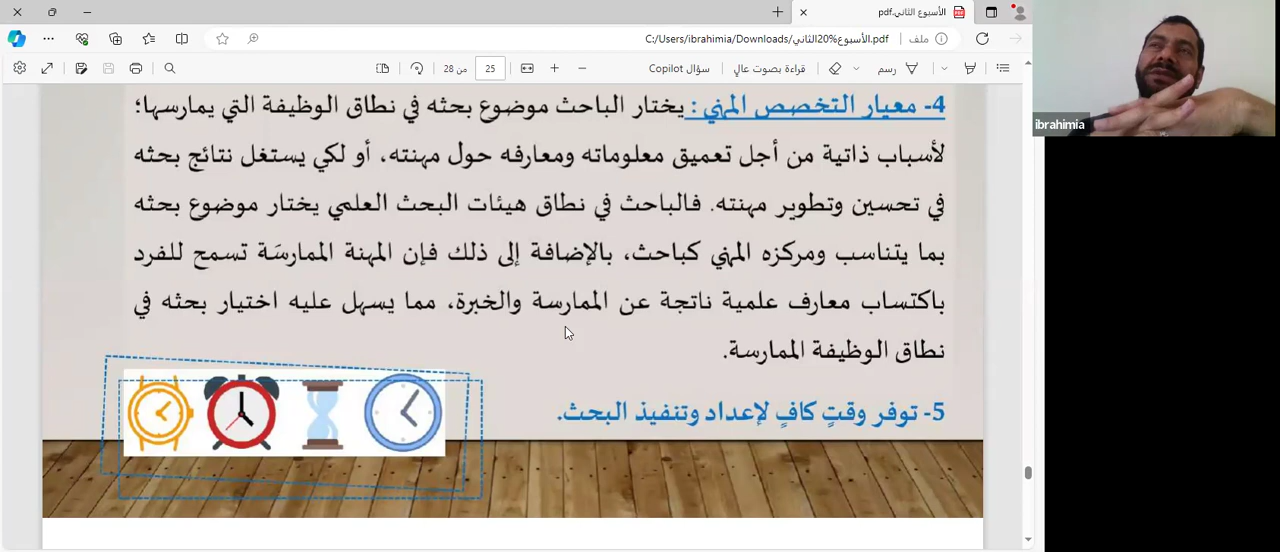 الأسبوع الثاني.pdf
ملف
C:/Users/ibrahimia/Downloads/الأسبوع%20الثاني.pdf
25 من 28
سؤال Copilot
قراءة بصوت عالٍ
رسم
4- معيار التخصص المهني : يختار الباحث موضوع بحثه في نطاق الوظيفة التي يمارسها؛
لأسباب ذاتية من أجل تعميق معلوماته ومعارفه حول مهنته، أو لكي يستغل نتائج بحثه
في تحسين وتطوير مهنته. فالباحث في نطاق هيئات البحث العلمي يختار موضوع بحثه
بما يتناسب ومركزه المهني كباحث، بالإضافة إلى ذلك فإن المهنة الممارسَة تسمح للفرد
باكتساب معارف علمية ناتجة عن الممارسة والخبرة، مما يسهل عليه اختيار بحثه في
نطاق الوظيفة الممارسة.
5- توفر وقتٍ كافٍ لإعداد وتنفيذ البحث.
ibrahimia